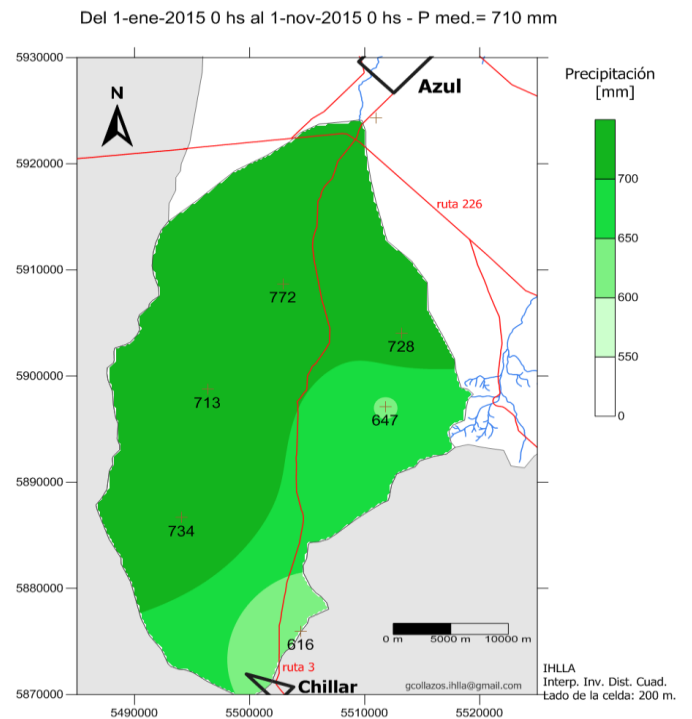 Del 1-ene-2015 0 hs al 1-nov-2015 0 hs - P med.= 710 mm
Precipitación
[mm]
700
650
600
550
0
N
Azul
ruta 226
772
728
713
647
734
616
ruta 3
Chillar
0 m 5000 m 10000 m
gcollazos.ihlla@gmail.com
IHLLA
Interp. Inv. Dist. Cuad.
Lado de la celda: 200 m.
5930000
5920000
5910000
5900000
5890000
5880000
5870000
5490000 5500000 5510000 5520000